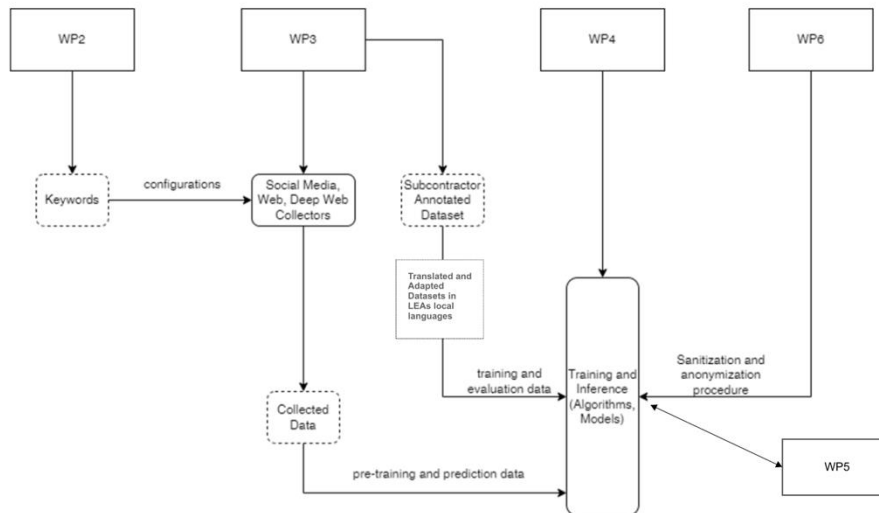 WP2
WP3
WP4
WP6
Keywords
configurations
Social Media,
Web, Deep Web
Collectors
Subcontractor
Annotated
Dataset
Translated and
Adapted
Datasets in
LEAs local
languages
training and
evaluation data
Training and
Inference
(Algorithms,
Models)
Sanitization and
anonymization
procedure
Collected
Data
pre-training and prediction data
WP5